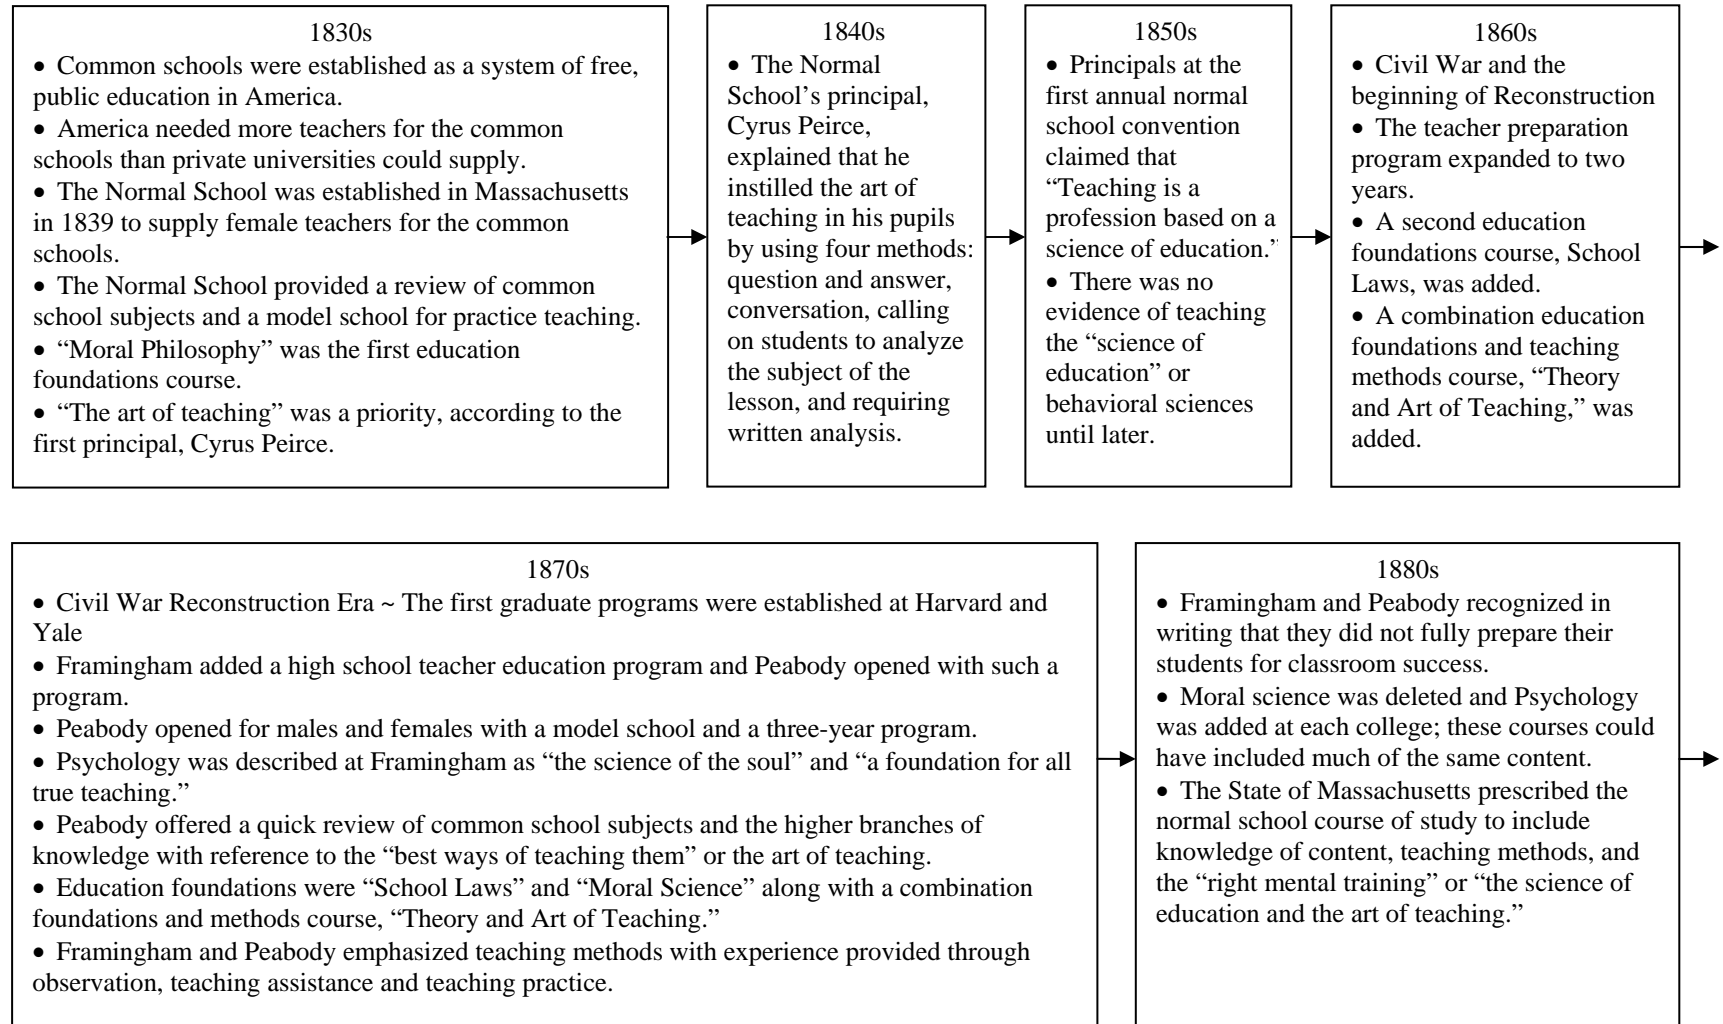 1830s
• Common schools were established as a system of free,
public education in America.
• America needed more teachers for the common
schools than private universities could supply.
• The Normal School was established in Massachusetts
in 1839 to supply female teachers for the common
schools.
• The Normal School provided a review of common
school subjects and a model school for practice teaching.
• “Moral Philosophy” was the first education
foundations course.
• “The art of teaching” was a priority, according to the
first principal, Cyrus Peirce.
1840s
• The Normal
School’s principal,
Cyrus Peirce,
explained that he
instilled the art of
teaching in his pupils
by using four methods:
question and answer,
conversation, calling
on students to analyze
the subject of the
lesson, and requiring
written analysis.
1850s
• Principals at the
first annual normal
school convention
claimed that
“Teaching is a
profession based on a
science of education.”
• There was no
evidence of teaching
the “science of
education” or
behavioral sciences
until later.
1860s
• Civil War and the
beginning of Reconstruction
• The teacher preparation
program expanded to two
years.
• A second education
foundations course, School
Laws, was added.
• A combination education
foundations and teaching
methods course, “Theory
and Art of Teaching,” was
added.
1870s
• Civil War Reconstruction Era ~ The first graduate programs were established at Harvard and
Yale
• Framingham added a high school teacher education program and Peabody opened with such a
program.
• Peabody opened for males and females with a model school and a three-year program.
• Psychology was described at Framingham as “the science of the soul” and “a foundation for all
true teaching.”
• Peabody offered a quick review of common school subjects and the higher branches of
knowledge with reference to the “best ways of teaching them” or the art of teaching.
• Education foundations were “School Laws” and “Moral Science” along with a combination
foundations and methods course, “Theory and Art of Teaching.”
• Framingham and Peabody emphasized teaching methods with experience provided through
observation, teaching assistance and teaching practice.
1880s
• Framingham and Peabody recognized in
writing that they did not fully prepare their
students for classroom success.
• Moral science was deleted and Psychology
was added at each college; these courses could
have included much of the same content.
• The State of Massachusetts prescribed the
normal school course of study to include
knowledge of content, teaching methods, and
the “right mental training” or “the science of
education and the art of teaching.”